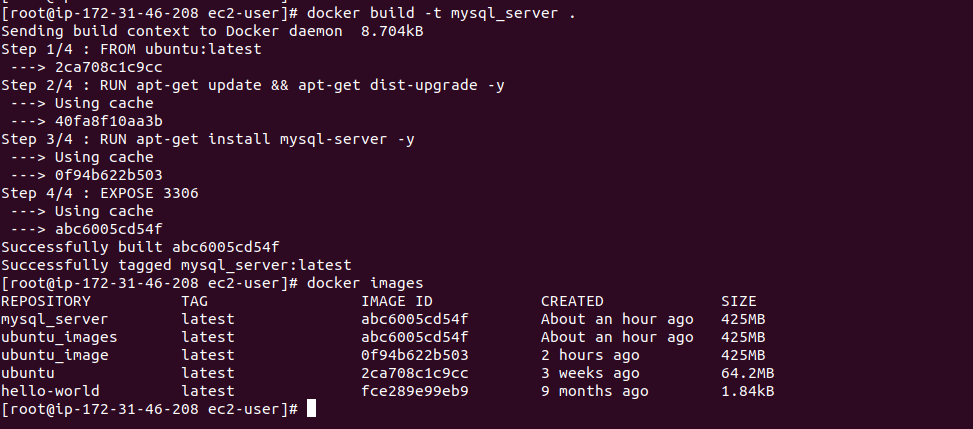 [root@ip-172-31-46-208 ec2-user]# docker build -t mysql_server .
Sending build context to Docker daemon  8.704kB
Step 1/4 : FROM ubuntu:latest
 ---> 2ca708c1c9cc
Step 2/4 : RUN apt-get update && apt-get dist-upgrade -y
 ---> Using cache
 ---> 40fa8f10aa3b
Step 3/4 : RUN apt-get install mysql-server -y
 ---> Using cache
 ---> 0f94b622b503
Step 4/4 : EXPOSE 3306
 ---> Using cache
 ---> abc6005cd54f
Successfully built abc6005cd54f
Successfully tagged mysql_server:latest
[root@ip-172-31-46-208 ec2-user]# docker images
REPOSITORY          TAG                 IMAGE ID            CREATED             SIZE
mysql_server        latest              abc6005cd54f        About an hour ago   425MB
ubuntu_images       latest              abc6005cd54f        About an hour ago   425MB
ubuntu_image        latest              0f94b622b503        2 hours ago         425MB
ubuntu              latest              2ca708c1c9cc        3 weeks ago         64.2MB
hello-world         latest              fce289e99eb9        9 months ago        1.84kB
[root@ip-172-31-46-208 ec2-user]#